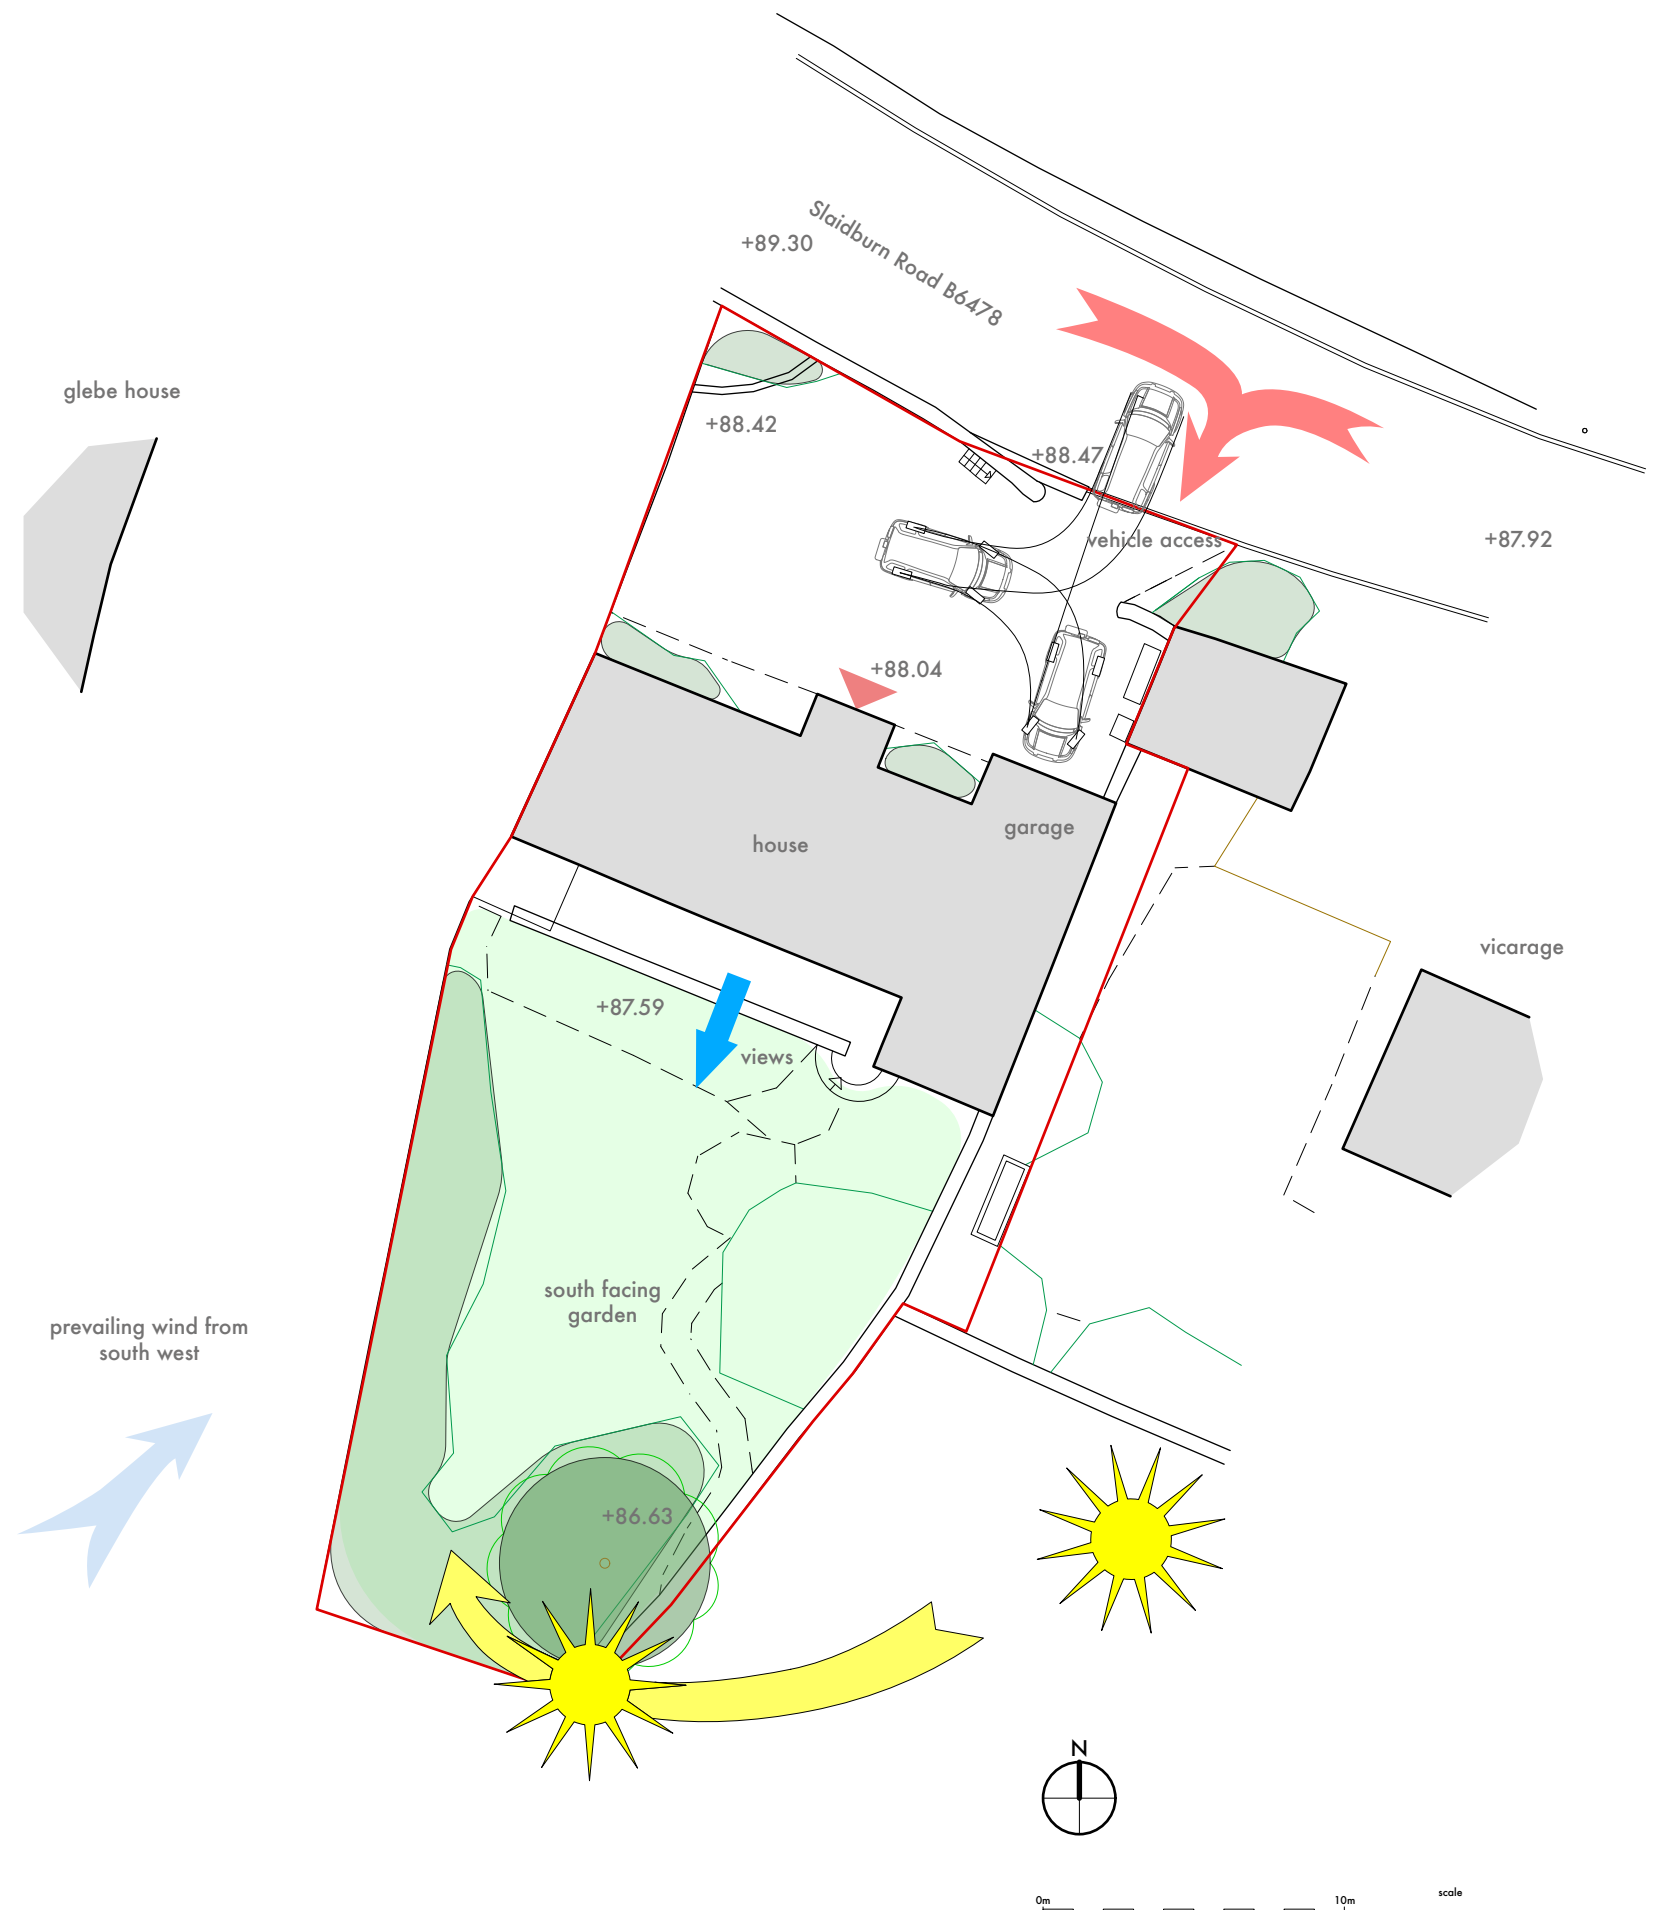 Slaidburn Road B6478
+89.30
glebe house
+88.42
+88.47
vehicle access
+87.92
+88.04
garage
house
vicarage
+87.59
views
south facing
garden
prevailing wind from
south west
+86.63
N
0m
10m
scale